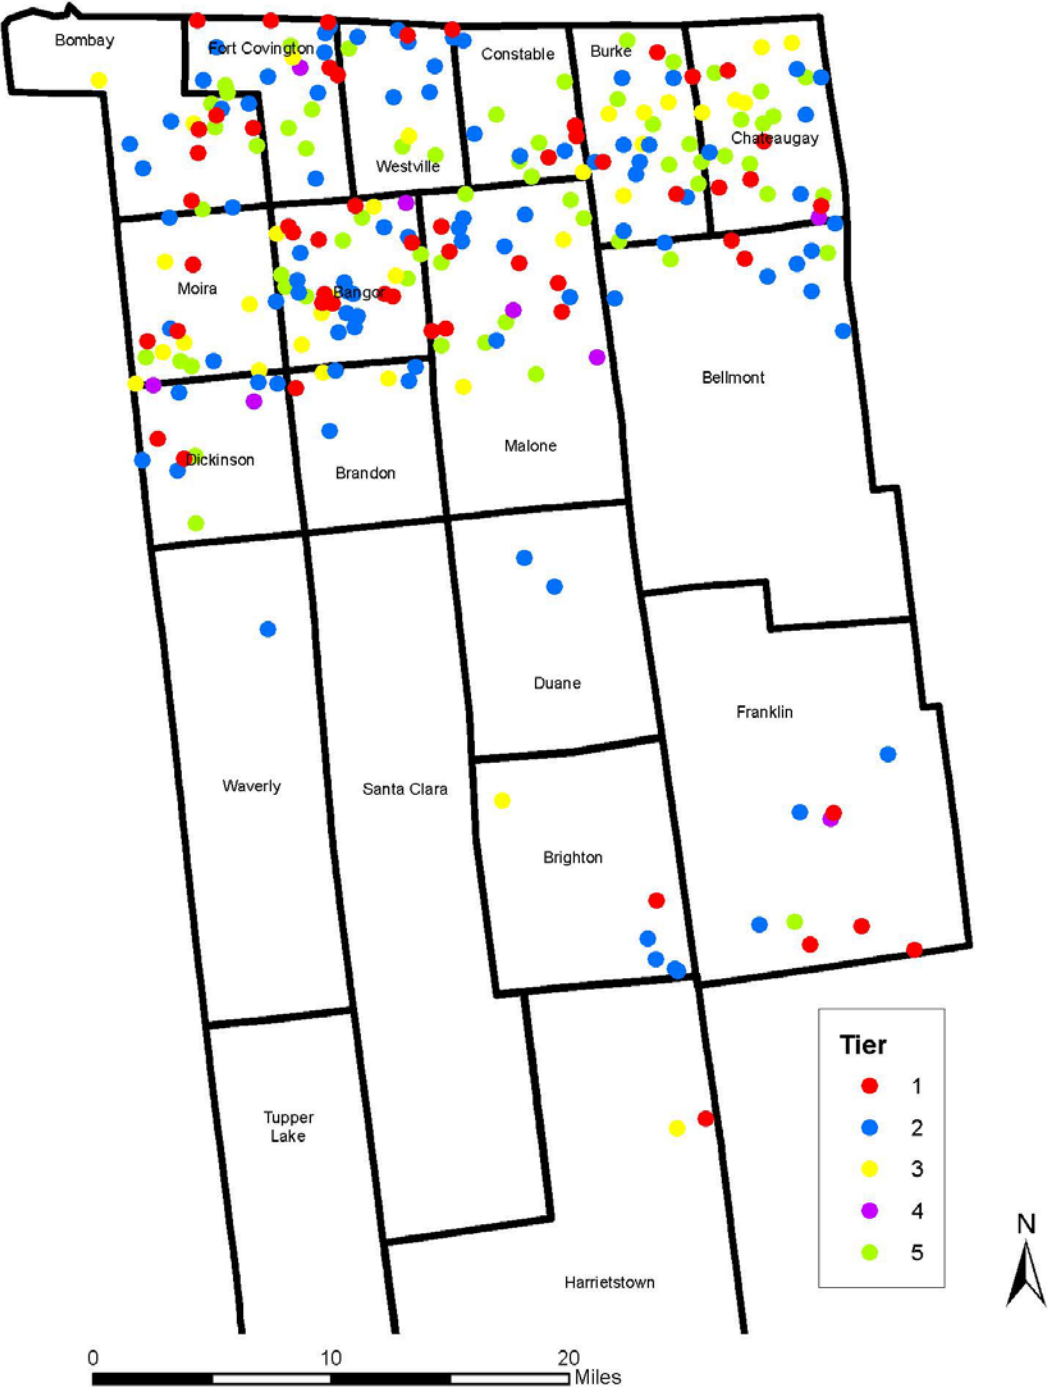 Bombay
Fort Covington
Constable
Burke
Chateaugay
Westville
Moira
Bangor
Bellmont
Malone
Dickinson
Brandon
Duane
Franklin
Waverly
Santa Clara
Brighton
Tier
1
2
3
4
5
Tupper
Lake
N
Harrietstown
0 10 20
Miles